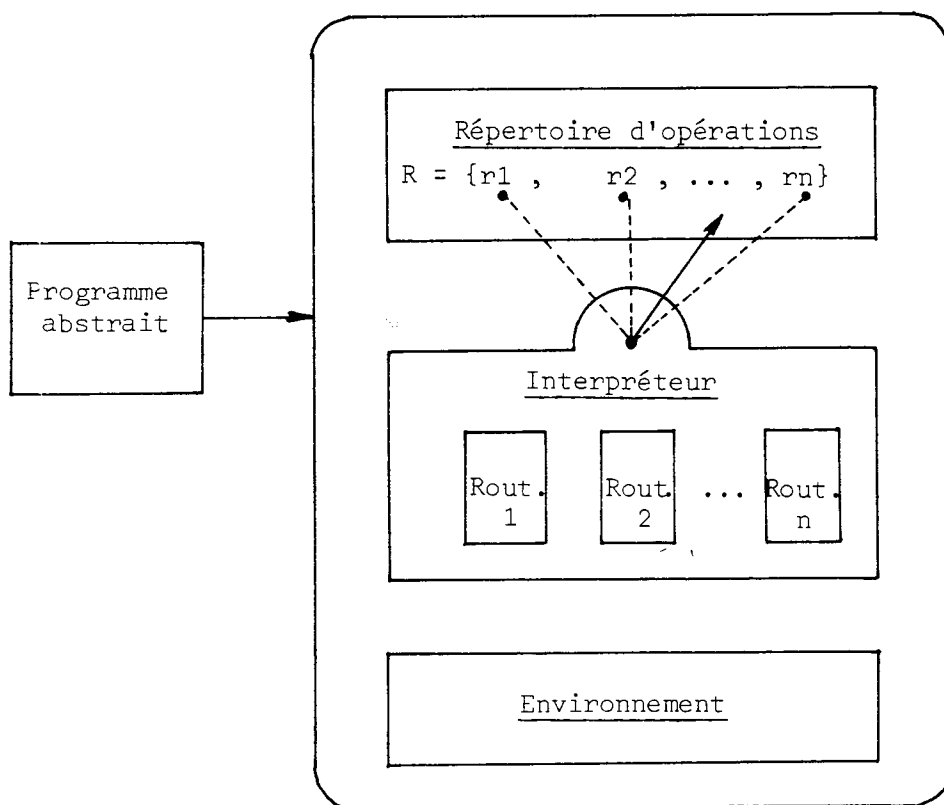 Répertoire d'opérations
R = {r1 , r2 , ... , rn}
Programme
abstrait
Interpréteur
Rout. Rout. ... Rout.
1 2 n
Environnement